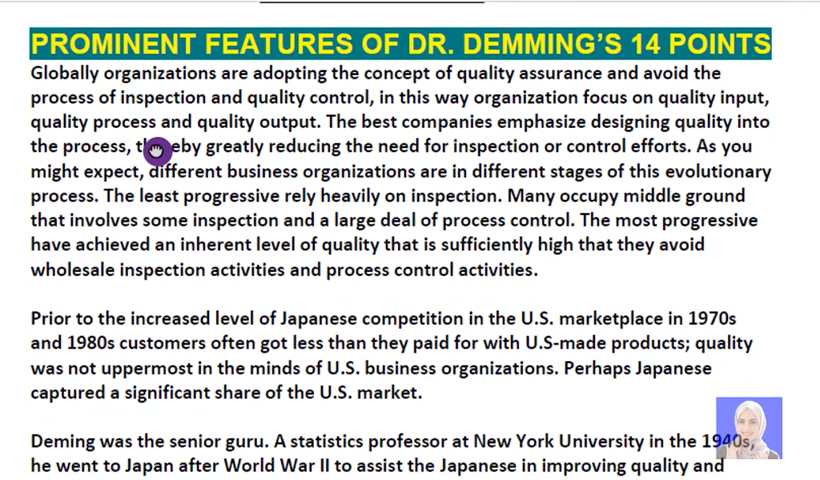 PROMINENT FEATURES OF DR. DEMMING'S 14 POINTS
Globally organizations are adopting the concept of quality assurance and avoid the
process of inspection and quality control, in this way organization focus on quality input,
quality process and quality output. The best companies emphasize designing quality into
the process, thereby greatly reducing the need for inspection or control efforts. As you
might expect, different business organizations are in different stages of this evolutionary
process. The least progressive rely heavily on inspection. Many occupy middle ground
that involves some inspection and a large deal of process control. The most progressive
have achieved an inherent level of quality that is sufficiently high that they avoid
wholesale inspection activities and process control activities.
Prior to the increased level of Japanese competition in the U.S. marketplace in 1970s
and 1980s customers often got less than they paid for with U.S-made products; quality
was not uppermost in the minds of U.S. business organizations. Perhaps Japanese
captured a significant share of the U.S. market.
Deming was the senior guru. A statistics professor at New York University in the 1940s,
he went to Japan after World War II to assist the Japanese in improving quality and